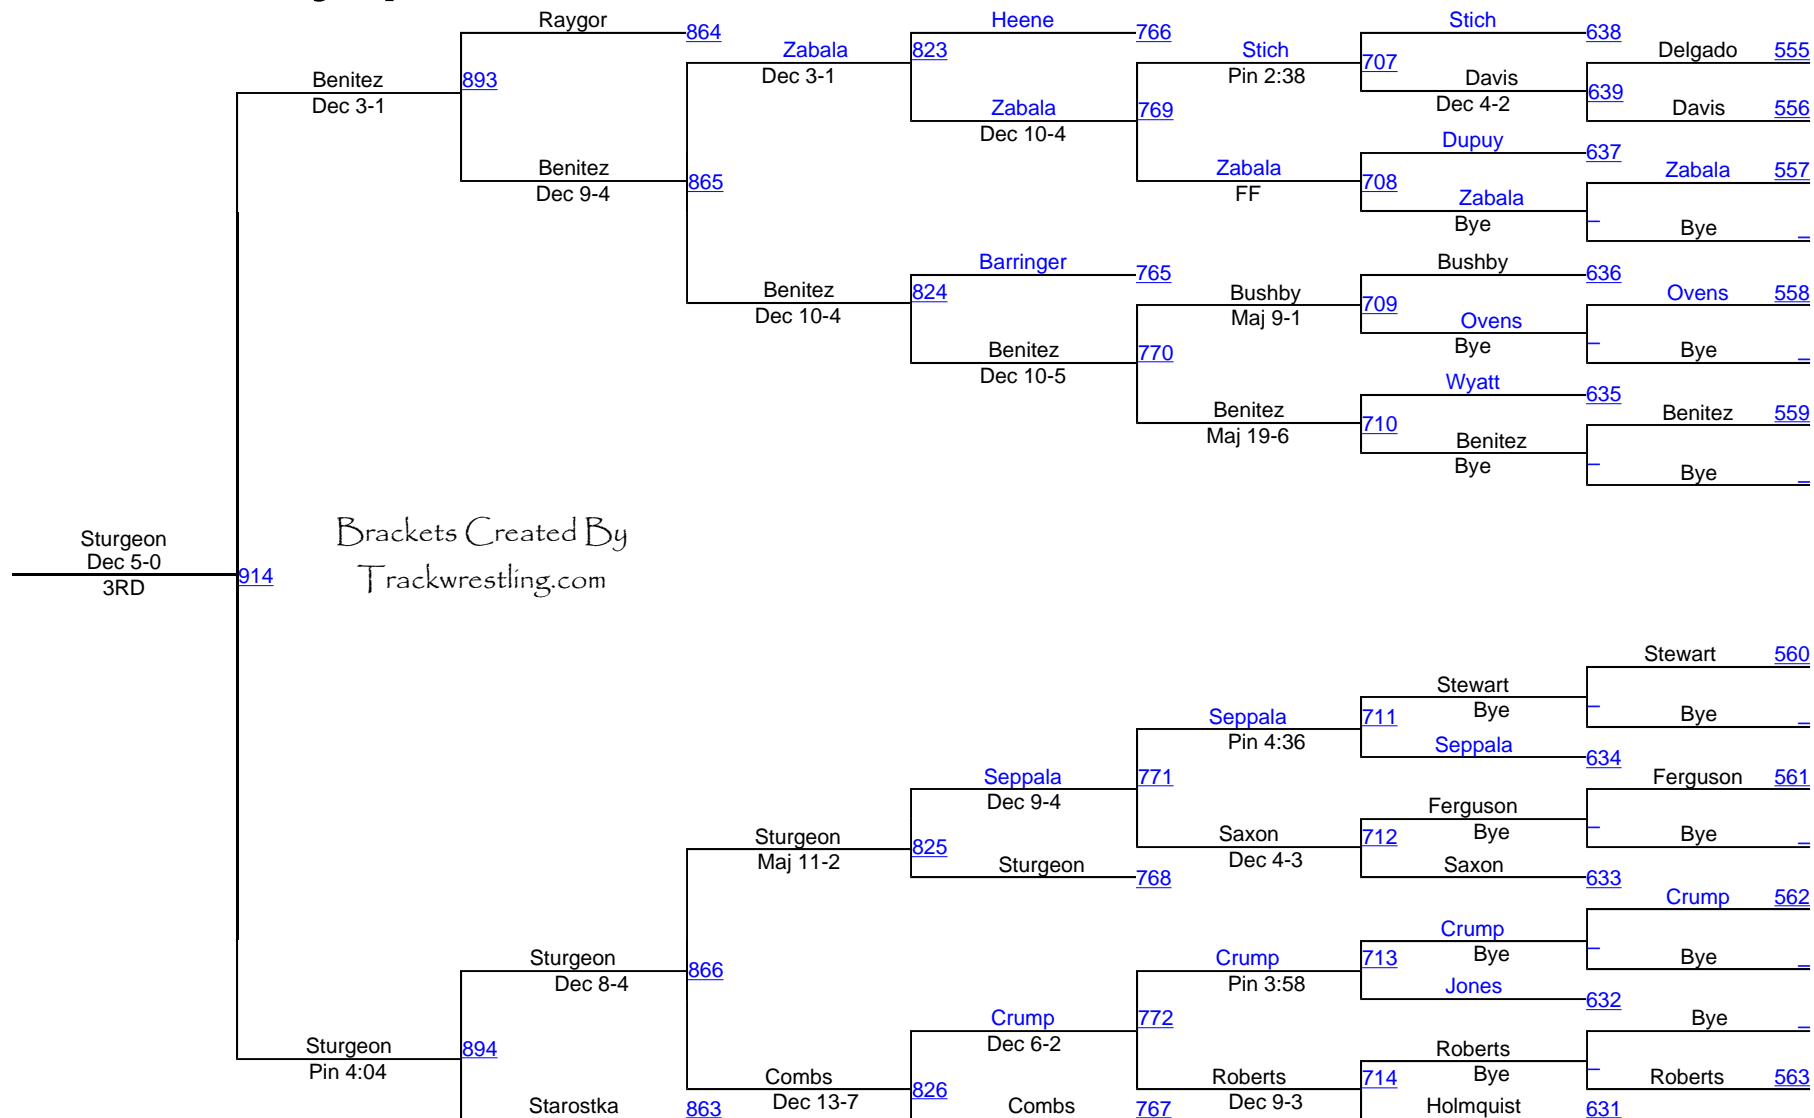 Raygor 864
Heene 766
Stich 638
Zabala 823
Stich
Delgado 555
Dec 3-1
Pin 2:38 707
Benitez 893
Davis
Dec 3-1
Dec 4-2 639
Zabala 769
Davis 556
Dec 10-4
Dupuy 637
Benitez 865
Zabala 708
Zabala 557
Dec 9-4
FF
Zabala
Bye
Bye
Barringer 765
Bushby 636
Benitez 824
Bushby 709
Ovens 558
Dec 10-4
Maj 9-1
Ovens
Benitez 770
Bye
Bye
Dec 10-5
Wyatt 635
Benitez 710
Benitez 559
Maj 19-6
Benitez
Bye
Bye
Brackets Created By
Trackwrestling.com
Sturgeon
Dec 5-0 914
3RD
Stewart 560
Stewart
Seppala 711
Bye
Bye
Pin 4:36
Seppala 634
Seppala 771
Ferguson 561
Dec 9-4
Ferguson
Sturgeon 825
Saxon 712
Bye
Bye
Maj 11-2
Dec 4-3
Sturgeon 768
Saxon 633
Crump 562
Crump
Sturgeon 866
Crump 713
Bye
Bye
Dec 8-4
Pin 3:58
Jones 632
Crump 772
Bye
Dec 6-2
Sturgeon 894
Roberts
Pin 4:04
Bye
Combs 826
Roberts 714
Roberts 563
Dec 13-7
Dec 9-3
Starostka 863
Combs 767
Holmquist 631